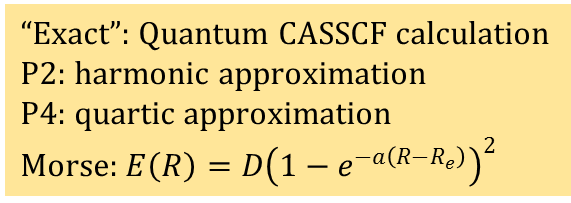 “Exact”: Quantum CASSCF calculation
P2: harmonic approximation
P4: quartic approximation
Morse: E(R) = D(1 − e^{−a(R−R_e)})^2